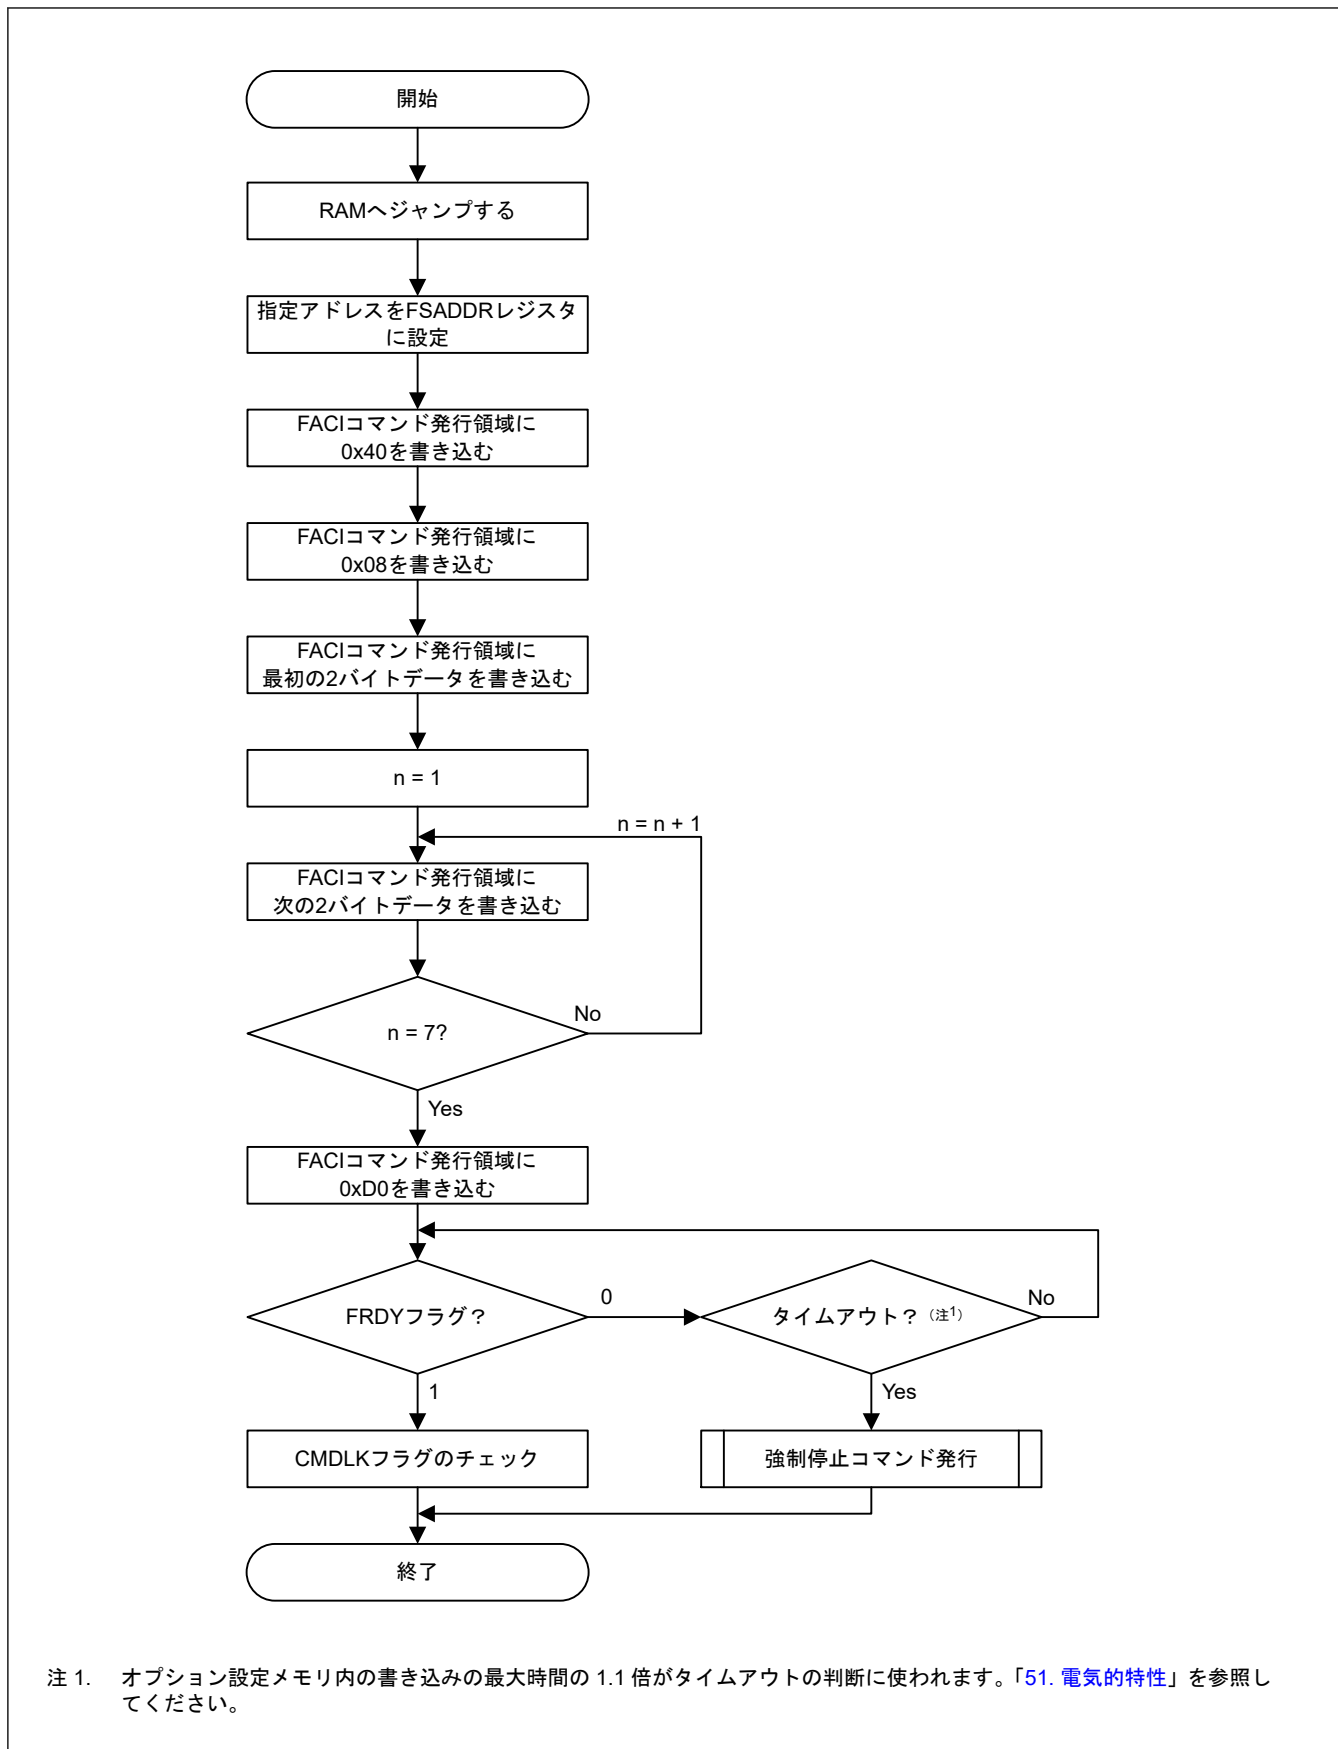 開始
RAMへジャンプする
指定アドレスをFSADDRレジスタ
に設定
FACIコマンド発行領域に
0x40を書き込む
FACIコマンド発行領域に
0x08を書き込む
FACIコマンド発行領域に
最初の2バイトデータを書き込む
n = 1
n = n + 1
FACIコマンド発行領域に
次の2バイトデータを書き込む
n = 7?
No
Yes
FACIコマンド発行領域に
0xD0を書き込む
FRDYフラグ？
0
タイムアウト？（注1）
No
1
Yes
CMDLKフラグのチェック
強制停止コマンド発行
終了
注 1. オプション設定メモリ内の書き込みの最大時間の 1.1 倍がタイムアウトの判断に使われます。「51. 電気的特性」を参照し
てください。